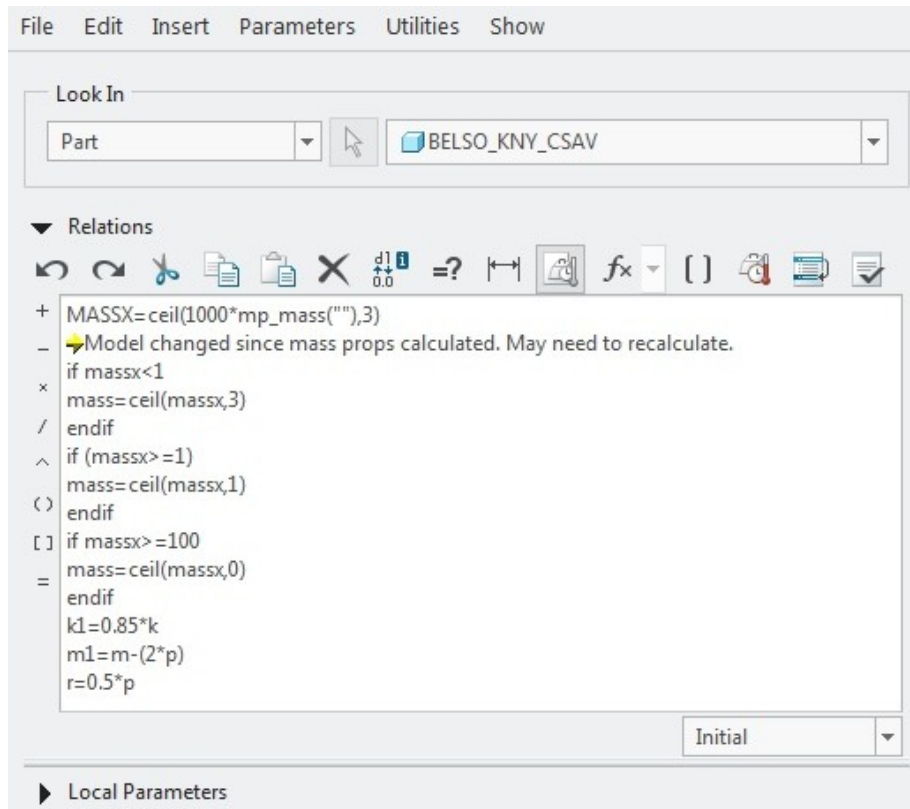 File Edit Insert Parameters Utilities Show
Look In
Part
BELSO_KNY_CSAV
Relations
MASSX=ceil(1000*mp_mass(""),3)
Model changed since mass props calculated. May need to recalculate.
if massx<1
mass=ceil(massx,3)
endif
if (massx>=1)
mass=ceil(massx,1)
endif
if massx>=100
mass=ceil(massx,0)
endif
k1=0.85*k
m1=m-(2*p)
r=0.5*p
Initial
Local Parameters